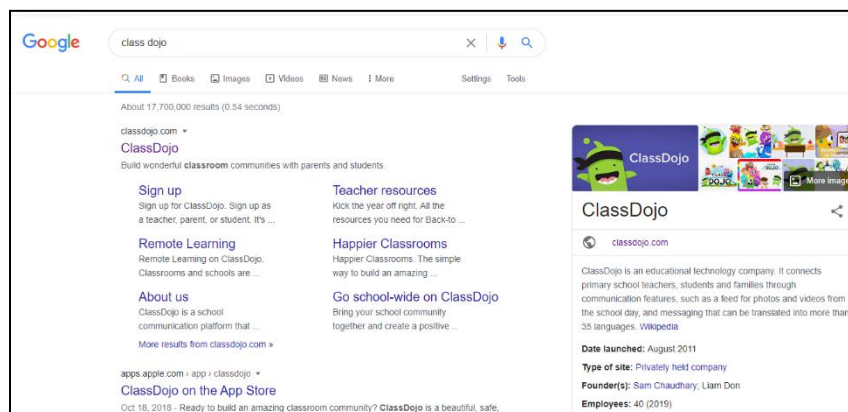 Google
class dojo
All Books Images Videos News More Settings Tools
About 17,700,000 results (0.54 seconds)
classdojo.com
ClassDojo
Build wonderful classroom communities with parents and students.
Sign up
Sign up for ClassDojo. Sign up as
a teacher, parent, or student. It's ...
Teacher resources
Kick the year off right. All the
resources you need for Back-to ...
Remote Learning
Remote Learning on ClassDojo.
Classrooms and schools are ...
Happier Classrooms
Happier Classrooms. The simple
way to build an amazing ...
About us
ClassDojo is a school
communication platform that ...
Go school-wide on ClassDojo
Bring your school community
together and create a positive ...
More results from classdojo.com »
apps.apple.com › app › classdojo
ClassDojo on the App Store
Oct 18, 2018 - Ready to build an amazing classroom community? ClassDojo is a beautiful, safe,
ClassDojo
DOJO
More image
ClassDojo
classdojo.com
ClassDojo is an educational technology company. It connects
primary school teachers, students and families through
communication features, such as a feed for photos and videos from
the school day, and messaging that can be translated into more than
35 languages. Wikipedia
Date launched: August 2011
Type of site: Privately held company
Founder(s): Sam Chaudhary; Liam Don
Employees: 40 (2019)